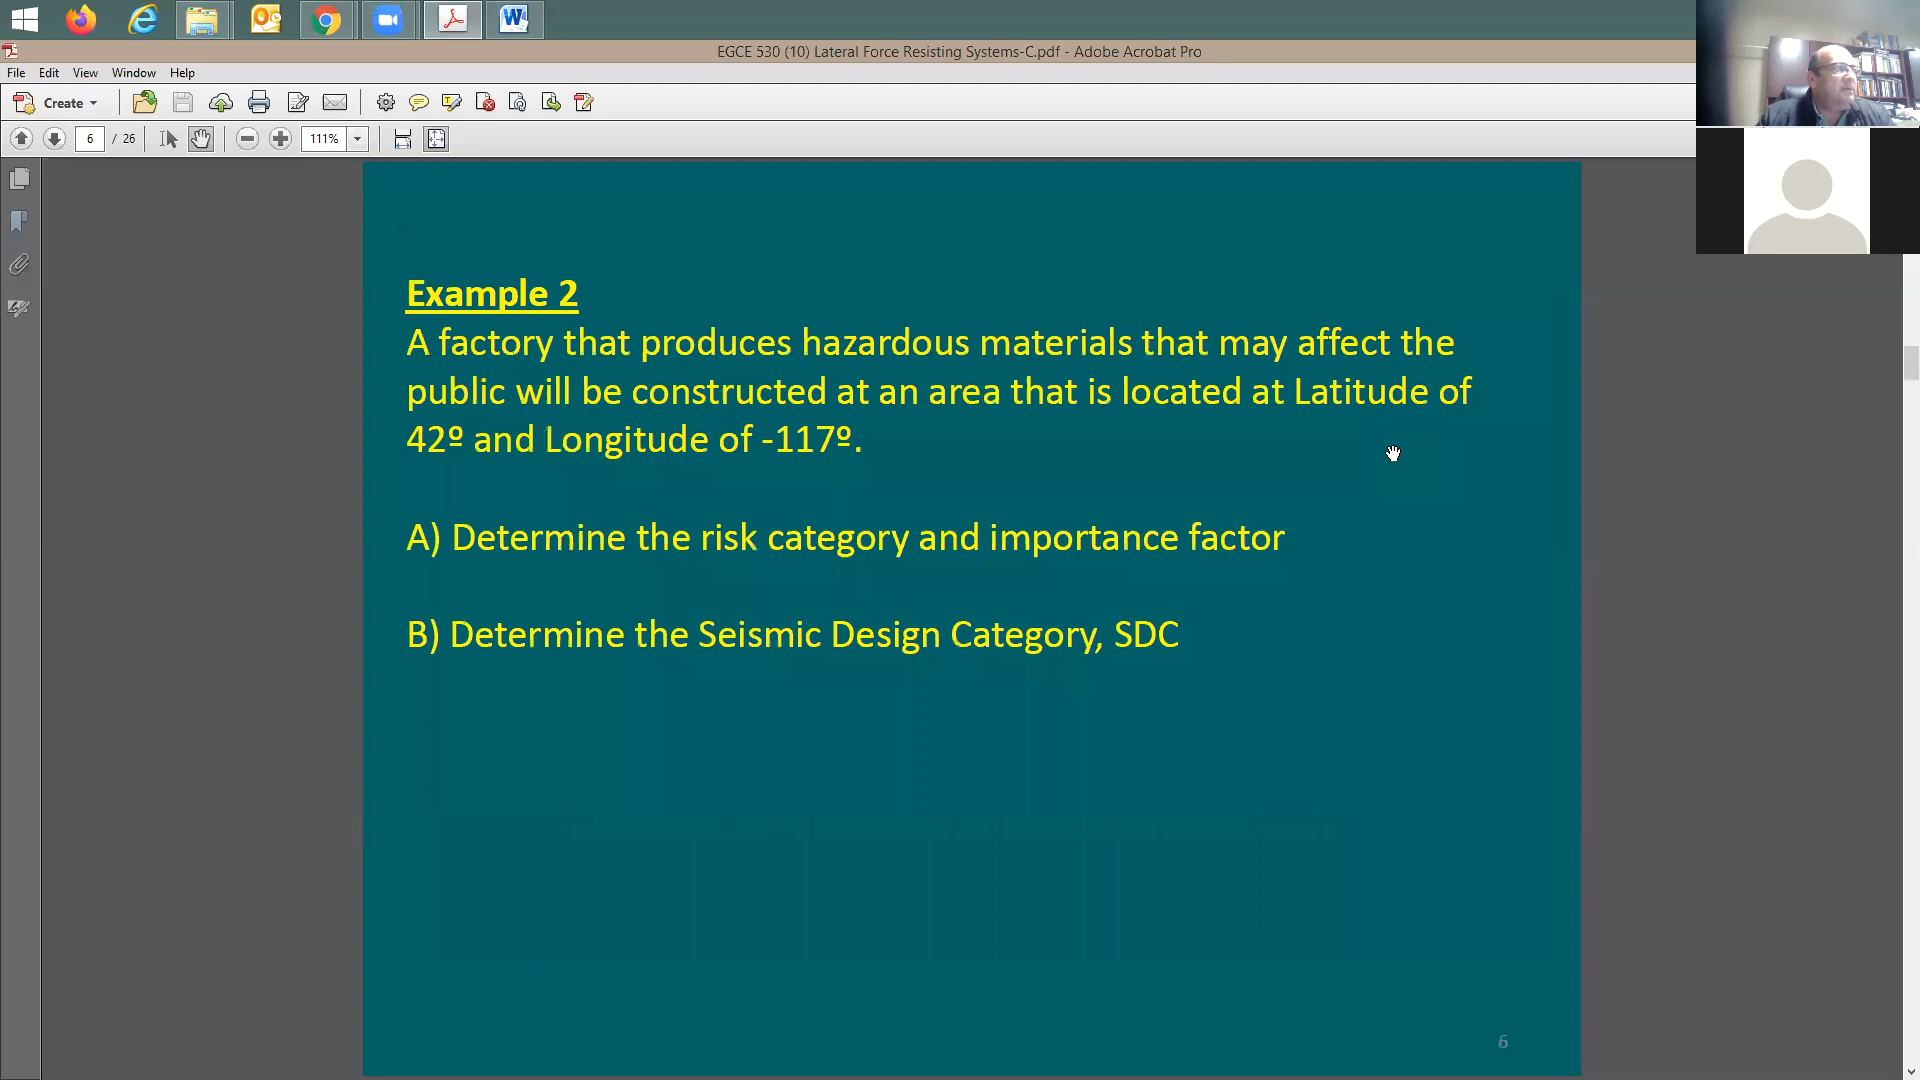 EGCE 530 (10) Lateral Force Resisting Systems-C.pdf - Adobe Acrobat Pro
File Edit View Window Help
Create
6 / 26 111%
Example 2
A factory that produces hazardous materials that may affect the
public will be constructed at an area that is located at Latitude of
42º and Longitude of -117º.
A) Determine the risk category and importance factor
B) Determine the Seismic Design Category, SDC
6